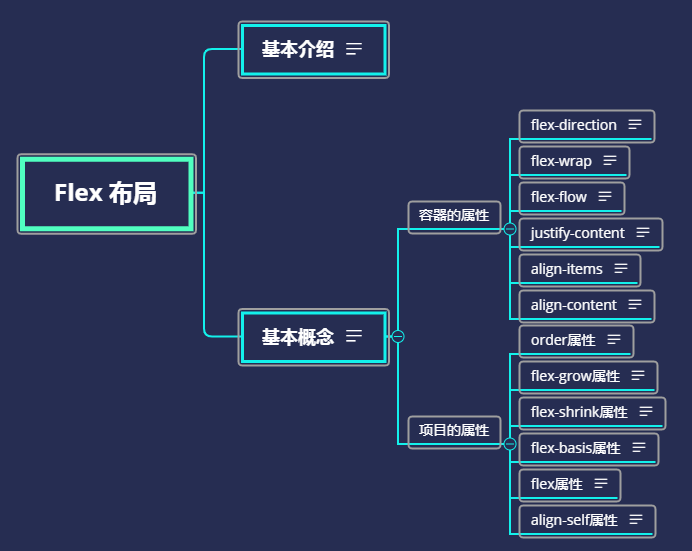 Flex 布局
基本介绍
基本概念
容器的属性
flex-direction
flex-wrap
flex-flow
justify-content
align-items
align-content
项目的属性
order属性
flex-grow属性
flex-shrink属性
flex-basis属性
flex属性
align-self属性